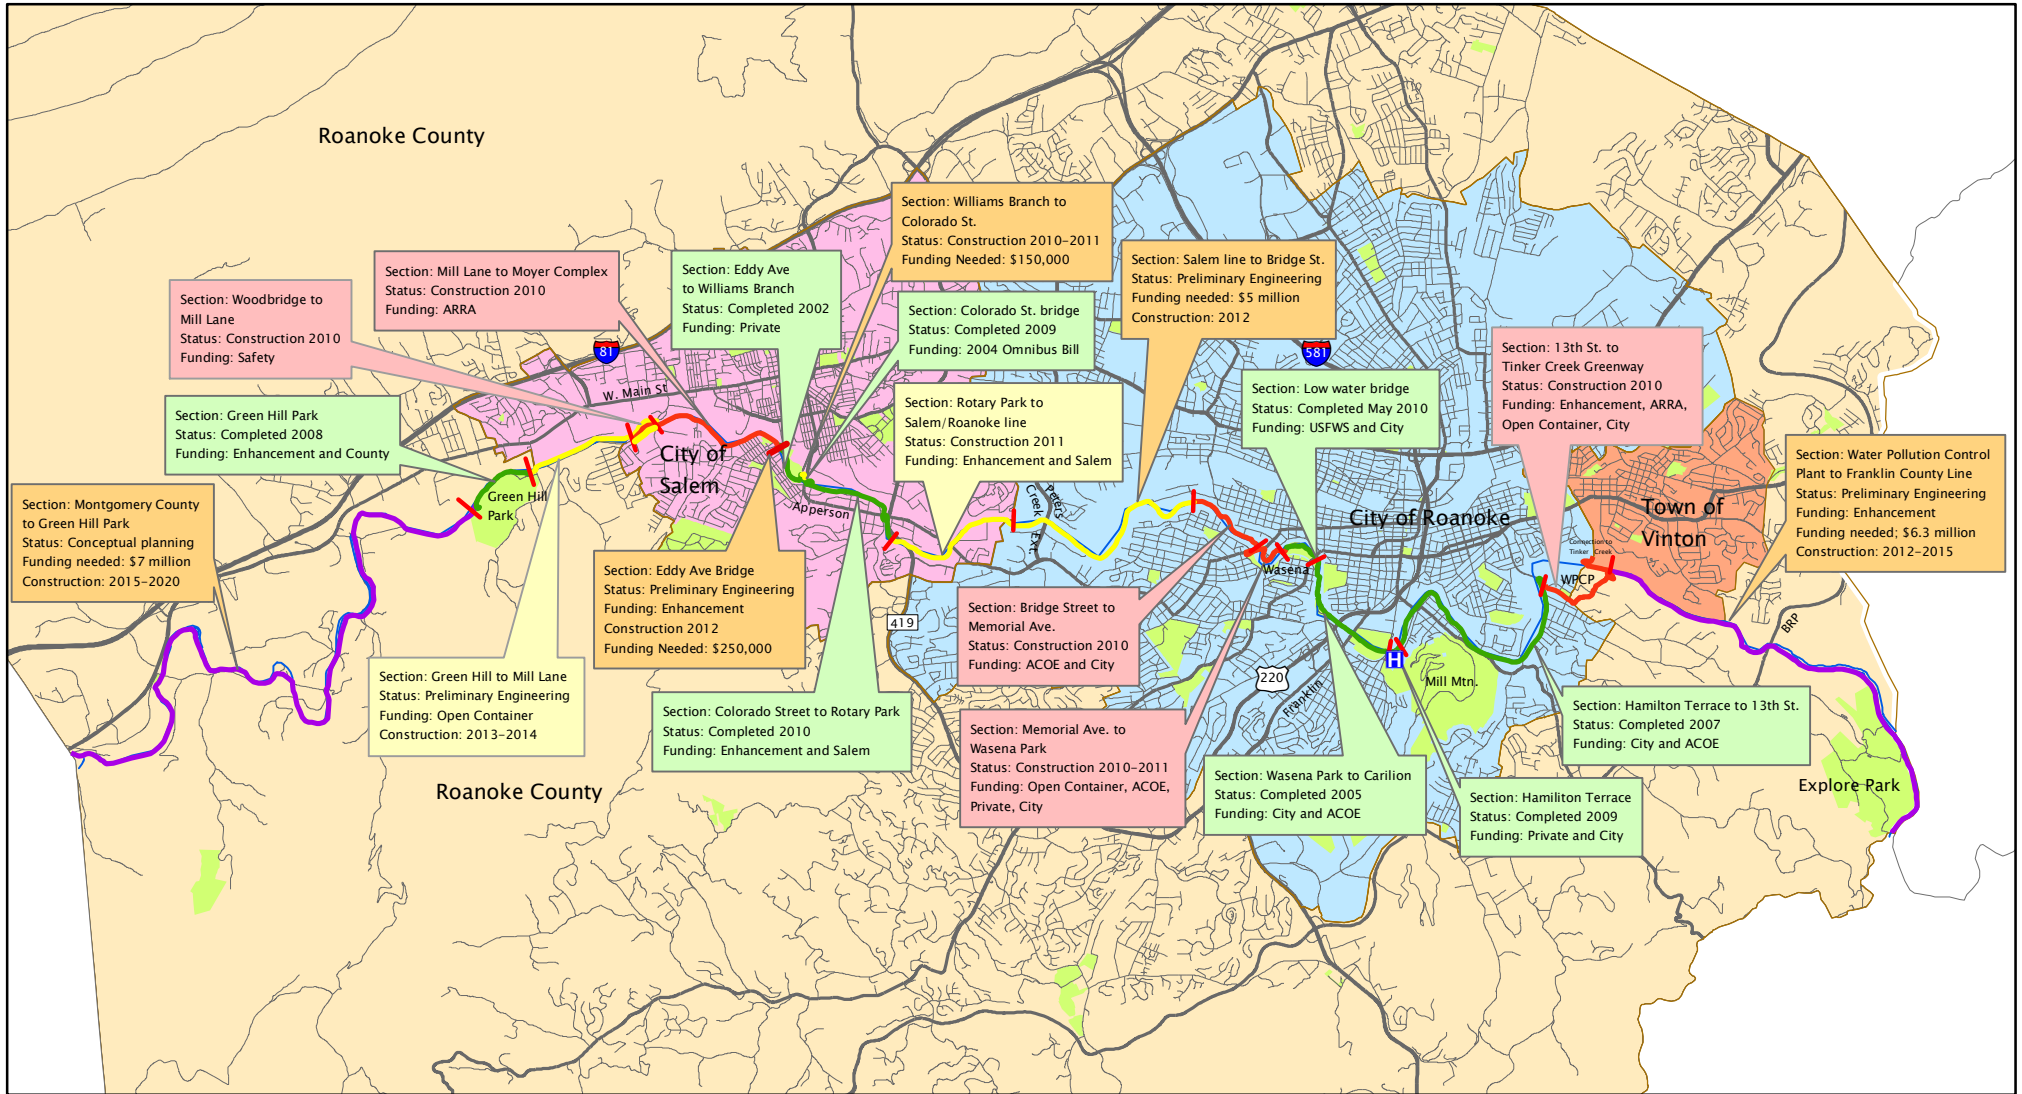 Roanoke County
Section: Williams Branch to
Colorado St.
Status: Construction 2010-2011
Funding Needed: $150,000
Section: Mill Lane to Moyer Complex
Status: Construction 2010
Funding: ARRA
Section: Eddy Ave
to Williams Branch
Status: Completed 2002
Funding: Private
Section: Salem line to Bridge St.
Status: Preliminary Engineering
Funding needed: $5 million
Construction: 2012
Section: Woodbridge to
Mill Lane
Status: Construction 2010
Funding: Safety
Section: Colorado St. bridge
Status: Completed 2009
Funding: 2004 Omnibus Bill
81
581
Section: 13th St. to
Tinker Creek Greenway
Status: Construction 2010
Funding: Enhancement, ARRA,
Open Container, City
W. Main St
Section: Green Hill Park
Status: Completed 2008
Funding: Enhancement and County
Section: Rotary Park to
Salem/Roanoke line
Status: Construction 2011
Funding: Enhancement and Salem
Section: Low water bridge
Status: Completed May 2010
Funding: USFWS and City
Section: Water Pollution Control
Plant to Franklin County Line
Status: Preliminary Engineering
Funding: Enhancement
Funding needed; $6.3 million
Construction: 2012-2015
City of
Salem
Green Hill
Park
Section: Montgomery County
to Green Hill Park
Status: Conceptual planning
Funding needed: $7 million
Construction: 2015-2020
Apperson
Peters
Creek
Ext.
City of Roanoke
Town of
Vinton
Connection to
Tinker Creek
Wasena
WPCP
Section: Eddy Ave Bridge
Status: Preliminary Engineering
Funding: Enhancement
Construction 2012
Funding Needed: $250,000
419
Section: Bridge Street to
Memorial Ave.
Status: Construction 2010
Funding: ACOE and City
BRP
H
220
Franklin
Mill Mtn.
Section: Green Hill to Mill Lane
Status: Preliminary Engineering
Funding: Open Container
Construction: 2013-2014
Section: Colorado Street to Rotary Park
Status: Completed 2010
Funding: Enhancement and Salem
Section: Memorial Ave. to
Wasena Park
Status: Construction 2010-2011
Funding: Open Container, ACOE,
Private, City
Section: Hamilton Terrace to 13th St.
Status: Completed 2007
Funding: City and ACOE
Section: Wasena Park to Carilion
Status: Completed 2005
Funding: City and ACOE
Section: Hamiliton Terrace
Status: Completed 2009
Funding: Private and City
Roanoke County
Explore Park